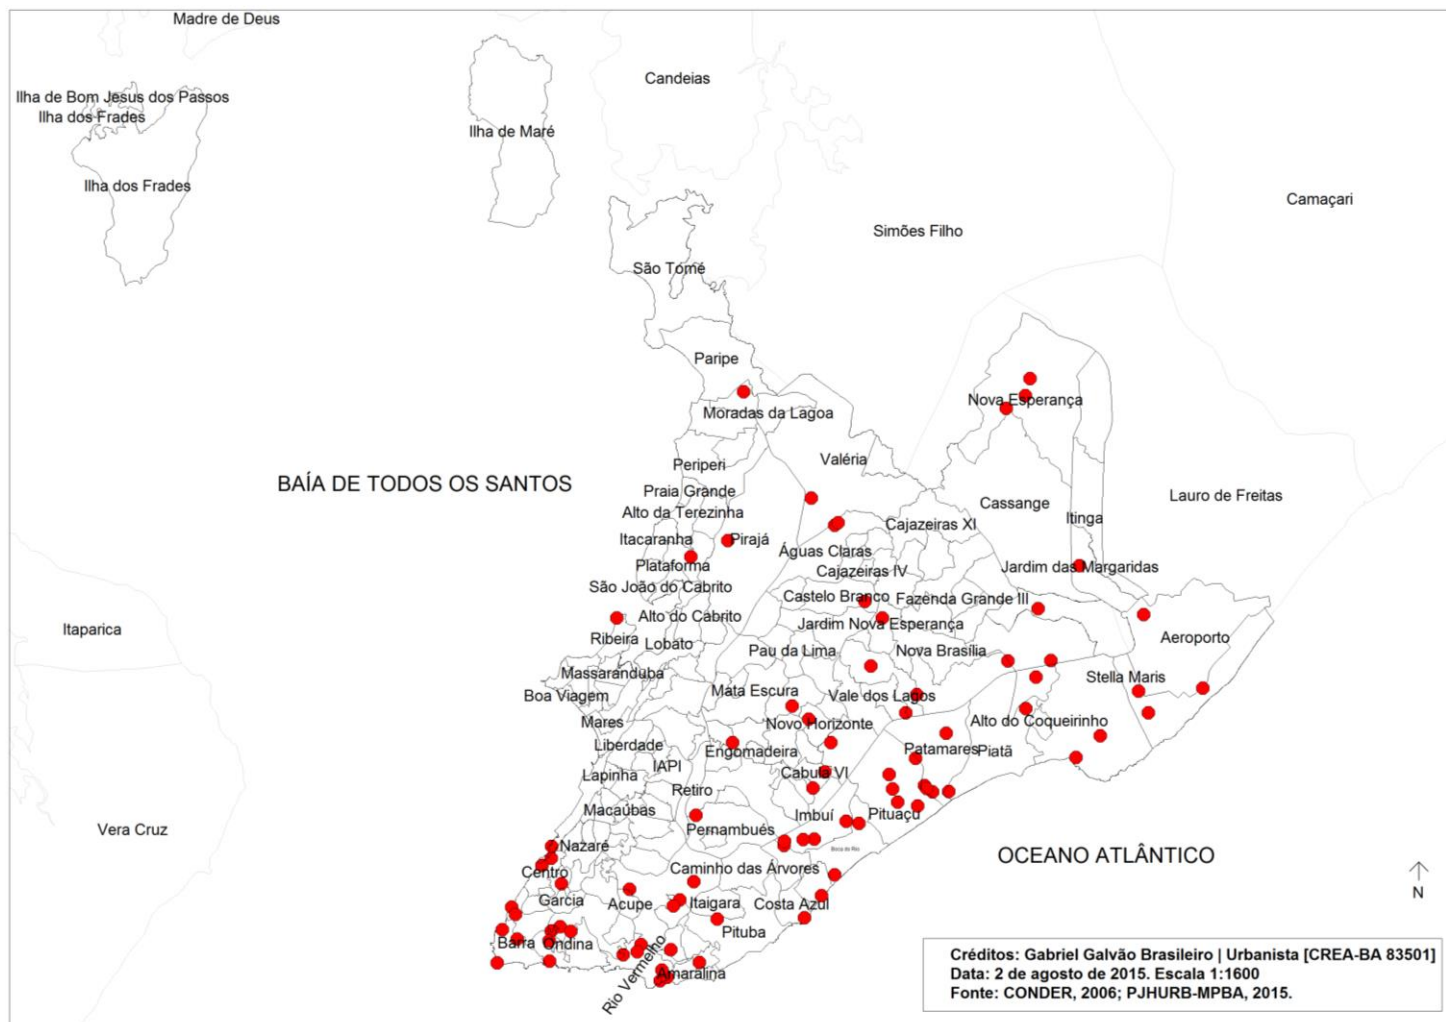 Madre de Deus
Candeias
Ilha de Bom Jesus dos Passos
Ilha dos Frades
Ilha de Maré
Ilha dos Frades
Camaçari
Simões Filho
São Tomé
Paripe
Nova Esperança
Moradas da Lagoa
Valéria
Periperi
BAÍA DE TODOS OS SANTOS
Praia Grande
Lauro de Freitas
Cassange
Alto da Terezinha
Itinga
Cajazeiras XI
Itacaranha
Pirajá
Águas Claras
Plataforma
Jardim das Margaridas
Cajazeiras IV
São João do Cabrito
Castelo Branco
Fazenda Grande III
Alto do Cabrito
Jardim Nova Esperança
Itaparica
Ribeira
Aeroporto
Lobato
Pau da Lima
Nova Brasília
Massaranduba
Stella Maris
Boa Viagem
Mata Escura
Vale dos Lagos
Mares
Novo Horizonte
Alto do Coqueirinho
Liberdade
Engomadeira
Patamares
Piatã
IAPI
Lapinha
Cabula VI
Retiro
Macaúbas
Imbuí
Pituaçu
Vera Cruz
Pernambués
Nazaré
Boca do Rio
OCEANO ATLÂNTICO
Caminho das Árvores
Centro
N
Garcia
Acupe
Itaigara
Costa Azul
Pituba
Barra
Ondina
Rio Vermelho
Amaralina
Créditos: Gabriel Galvão Brasileiro | Urbanista [CREA-BA 83501]
Data: 2 de agosto de 2015. Escala 1:1600
Fonte: CONDER, 2006; PJHURB-MPBA, 2015.